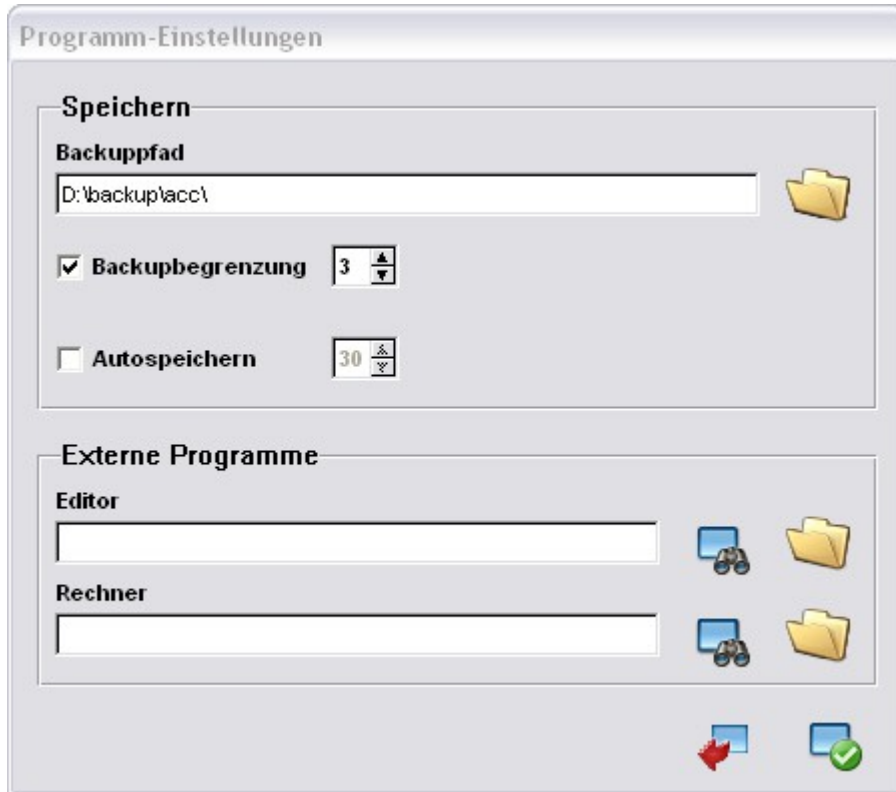 Programm-Einstellungen
Speichern
Backuppfad
D:\backup\acc\
Backupbegrenzung 3
Autospeichern 30
Externe Programme
Editor
Rechner